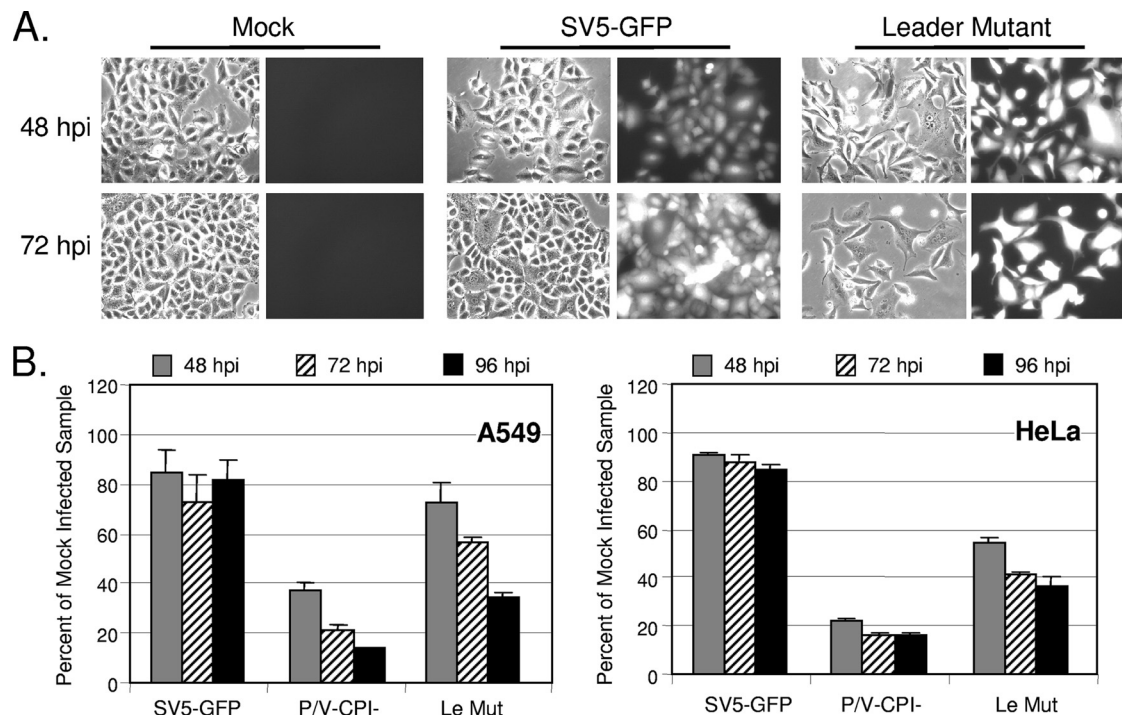 A.
Mock
SV5-GFP
Leader Mutant
48 hpi
72 hpi
B.
48 hpi
72 hpi
96 hpi
Percent of Mock Infected Sample
120
100
80
60
40
20
0
A549
SV5-GFP
P/V-CPI-
Le Mut
48 hpi
72 hpi
96 hpi
Percent of Mock Infected Sample
120
100
80
60
40
20
0
HeLa
SV5-GFP
P/V-CPI-
Le Mut